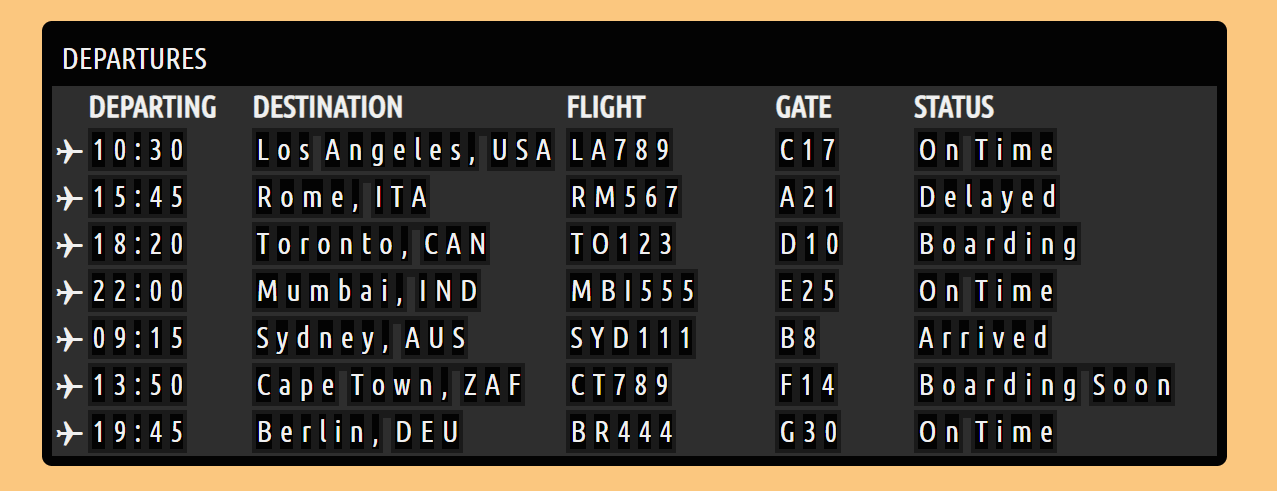 DEPARTURES
DEPARTING DESTINATION FLIGHT GATE STATUS
10:30 Los Angeles, USA LA789 C17 On Time
15:45 Rome, ITA RM567 A21 Delayed
18:20 Toronto, CAN TO123 D10 Boarding
22:00 Mumbai, IND MBI555 E25 On Time
09:15 Sydney, AUS SYD111 B8 Arrived
13:50 Cape Town, ZAF CT789 F14 Boarding Soon
19:45 Berlin, DEU BR444 G30 On Time